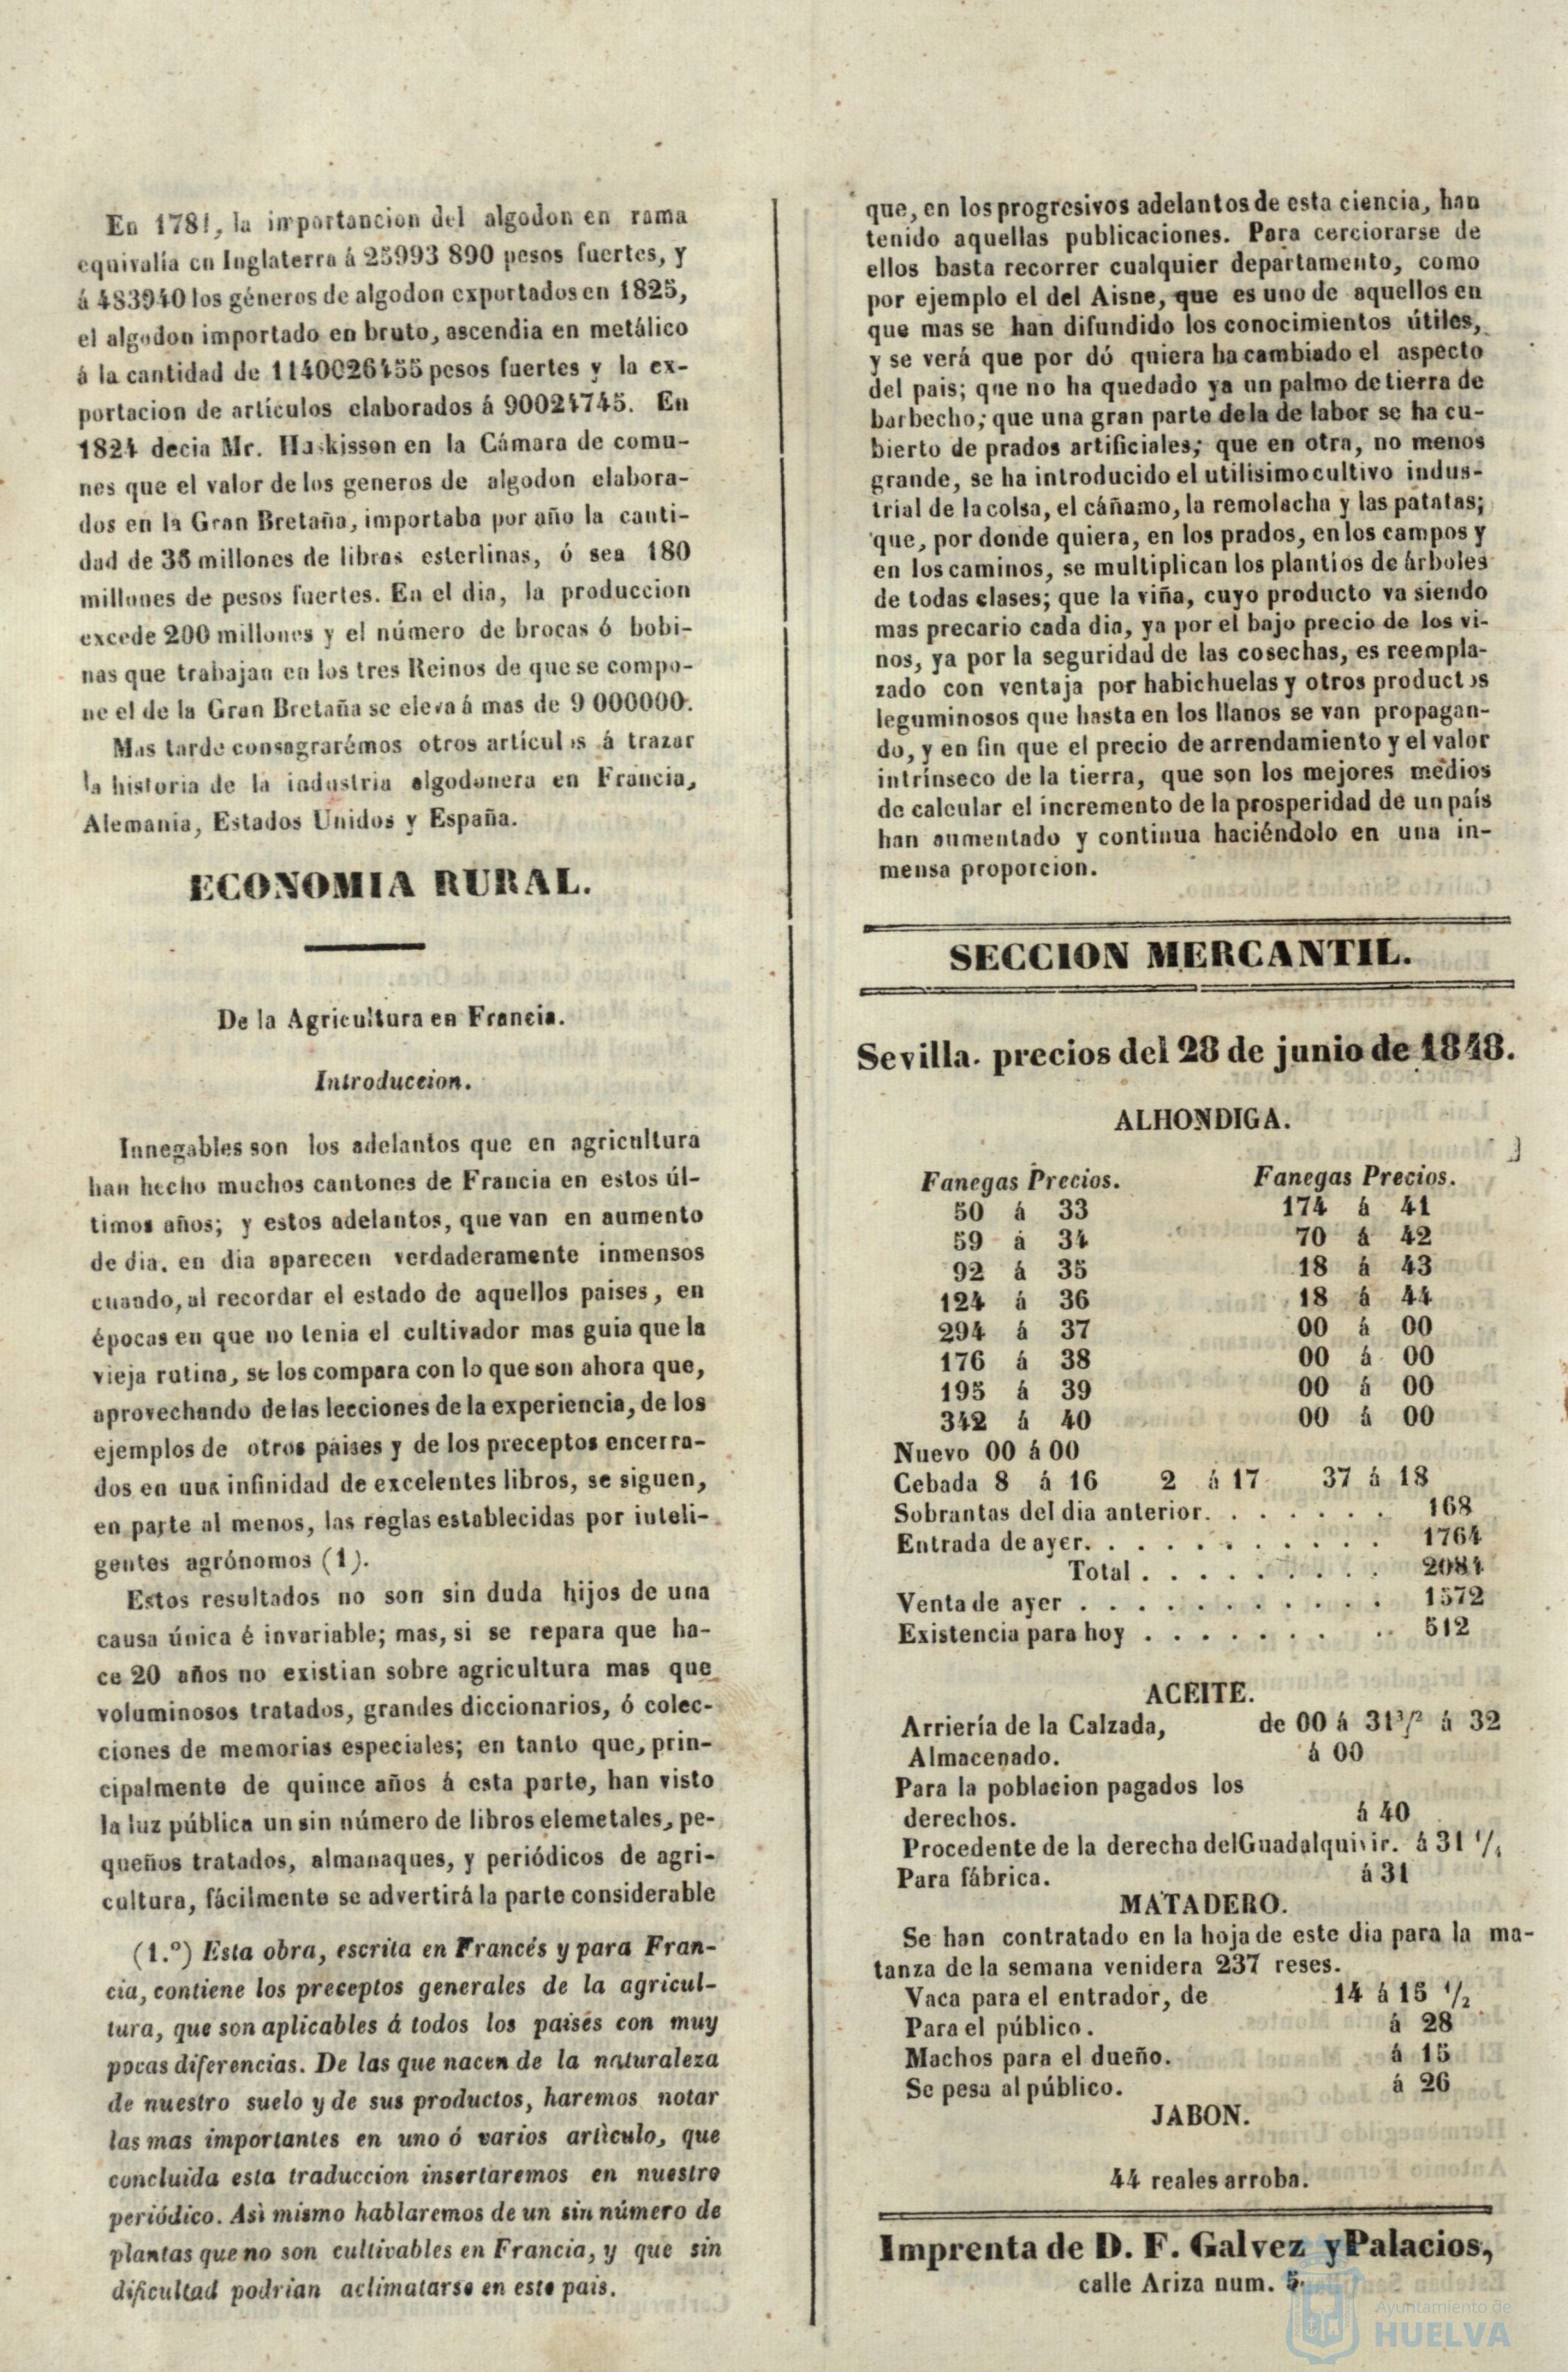 En 1781, la importancion del algodon en rama
equivalía en Inglaterra á 25993 890 pesos fuertes, y
á 483940 los géneros de algodon exportados en 1825,
el algodon importado en bruto, ascendia en metálico
á la cantidad de 1140026455 pesos fuertes y la ex-
portacion de artículos elaborados á 90024745. En
1824 decia Mr. Huskisson en la Cámara de comu-
nes que el valor de los generos de algodon elabora-
dos en la Gran Bretaña, importaba por año la canti-
dad de 36 millones de libras esterlinas, ó sea 180
millones de pesos fuertes. En el dia, la produccion
excede 200 millones y el número de brocas ó bobi-
nas que trabajan en los tres Reinos de que se compo-
ne el de la Gran Bretaña se eleva á mas de 9 000000.
Mas tarde consagrarémos otros articulos á trazar
la historia de la industria algodonera en Francia,
Alemania, Estados Unidos y España.
ECONOMIA RURAL.
De la Agricultura en Francia.
Introduccion.
Innegables son los adelantos que en agricultura
han hecho muchos cantones de Francia en estos úl-
timos años; y estos adelantos, que van en aumento
de dia. en dia aparecen verdaderamente inmensos
cuando, al recordar el estado de aquellos paises, en
épocas en que no tenia el cultivador mas guia que la
vieja rutina, se los compara con lo que son ahora que,
aprovechando de las lecciones de la experiencia, de los
ejemplos de otros paises y de los preceptos encerra-
dos en una infinidad de excelentes libros, se siguen,
en parte al menos, las reglas establecidas por inteli-
gentes agrónomos (1).
Estos resultados no son sin duda hijos de una
causa única é invariable; mas, si se repara que ha-
ce 20 años no existian sobre agricultura mas que
voluminosos tratados, grandes diccionarios, ó colec-
ciones de memorias especiales; en tanto que, prin-
cipalmente de quince años á esta parte, han visto
la luz pública un sin número de libros elemetales, pe-
queños tratados, almanaques, y periódicos de agri-
cultura, fácilmente se advertirá la parte considerable
(1.º) Esta obra, escrita en Francés y para Fran-
cia, contiene los preceptos generales de la agricul-
tura, que son aplicables á todos los paisés con muy
pocas diferencias. De las que nacen de la naturaleza
de nuestro suelo y de sus productos, haremos notar
las mas importantes en uno ó varios artìculo, que
concluida esta traduccion insertaremos en nuestro
periódico. Asì mismo hablaremos de un sin número de
plantas que no son cultivables en Francia, y que sin
dificultad podrian aclimatarse en este pais.
que, en los progresivos adelantos de esta ciencia, han
tenido aquellas publicaciones. Para cerciorarse de
ellos basta recorrer cualquier departamento, como
por ejemplo el del Aisne, que es uno de aquellos en
que mas se han difundido los conocimientos útiles,
y se verá que por dó quiera ha cambiado el aspecto
del pais; que no ha quedado ya un palmo de tierra de
barbecho; que una gran parte de la de labor se ha cu-
bierto de prados artificiales; que en otra, no menos
grande, se ha introducido el utilisimo cultivo indus-
trial de la colsa, el cáñamo, la remolacha y las patatas;
que, por donde quiera, en los prados, en los campos y
en los caminos, se multiplican los plantios de árboles
de todas clases; que la viña, cuyo producto va siendo
mas precario cada dia, ya por el bajo precio de los vi-
nos, ya por la seguridad de las cosechas, es reempla-
zado con ventaja por habichuelas y otros productos
leguminosos que hasta en los llanos se van propagan-
do, y en fin que el precio de arrendamiento y el valor
intrínseco de la tierra, que son los mejores medios
de calcular el incremento de la prosperidad de un país
han aumentado y continua haciéndolo en una in-
mensa proporcion.
SECCION MERCANTIL.
Sevilla. precios del 28 de junio de 1848.
ALHONDIGA.
Fanegas Precios. Fanegas Precios.
50 á 33 174 á 41
59 á 34 70 á 42
92 á 35 18 á 43
124 á 36 18 á 44
294 á 37 00 á 00
176 á 38 00 á 00
195 á 39 00 á 00
342 á 40 00 á 00
Nuevo 00 á 00
Cebada 8 á 16 2 á 17 37 á 18
Sobrantas del dia anterior. . . . . . . 168
Entrada de ayer. . . . . . . . . . . 1764
Total . . . . . . . . . 2084
Venta de ayer . . . . . . . . . . . 1572
Existencia para hoy . . . . . . . . . 512
ACEITE.
Arriería de la Calzada, de 00 á 31³/² á 32
Almacenado. á 00
Para la poblacion pagados los
derechos. á 40
Procedente de la derecha del Guadalquivir. á 31 ¹/₄
Para fábrica. á 31
MATADERO.
Se han contratado en la hoja de este dia para la ma-
tanza de la semana venidera 237 reses.
Vaca para el entrador, de 14 á 15 ¹/₂
Para el público. á 28
Machos para el dueño. á 15
Se pesa al público. á 26
JABON.
44 reales arroba.
Imprenta de D. F. Galvez y Palacios,
calle Ariza num. 5.
Ayuntamiento de
HUELVA